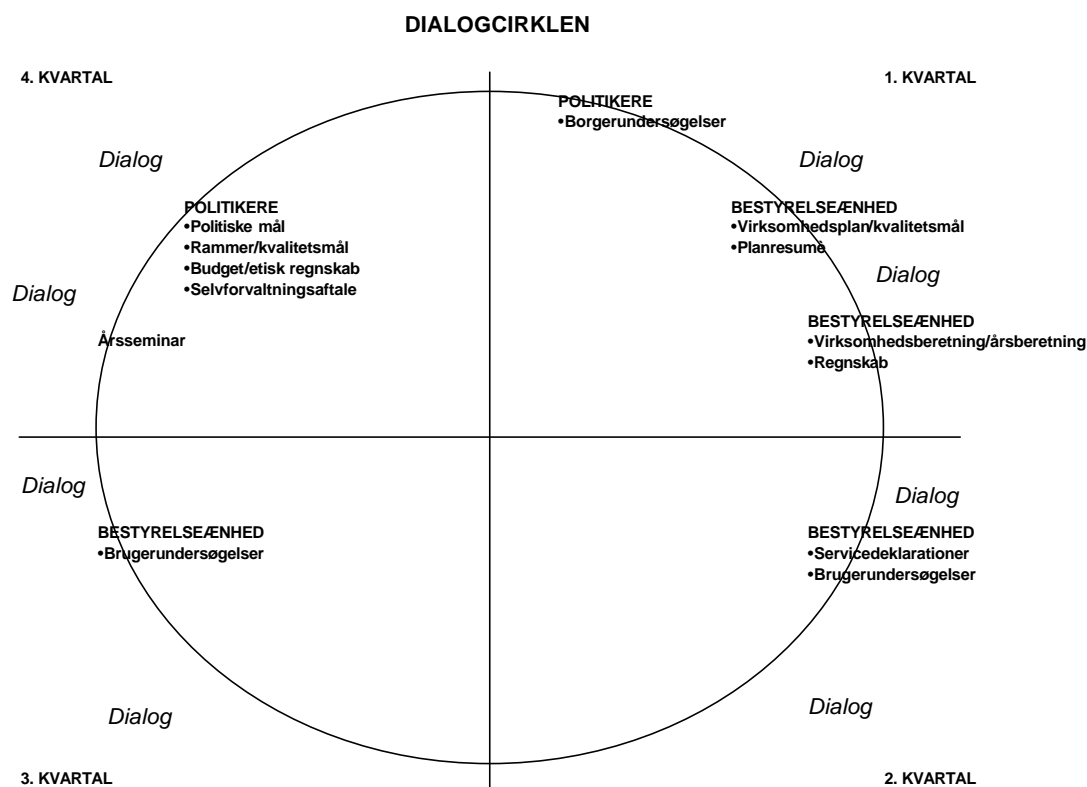 DIALOGCIRKLEN
4. KVARTAL
1. KVARTAL
POLITIKERE
•Borgerundersøgelser
Dialog
Dialog
POLITIKERE
•Politiske mål
•Rammer/kvalitetsmål
•Budget/etisk regnskab
•Selvforvaltningsaftale
BESTYRELSEÆNHED
•Virksomhedsplan/kvalitetsmål
•Planresumè
Dialog
Dialog
Årsseminar
BESTYRELSEÆNHED
•Virksomhedsberetning/årsberetning
•Regnskab
Dialog
Dialog
BESTYRELSEÆNHED
•Brugerundersøgelser
BESTYRELSEÆNHED
•Servicedeklarationer
•Brugerundersøgelser
Dialog
Dialog
3. KVARTAL
2. KVARTAL